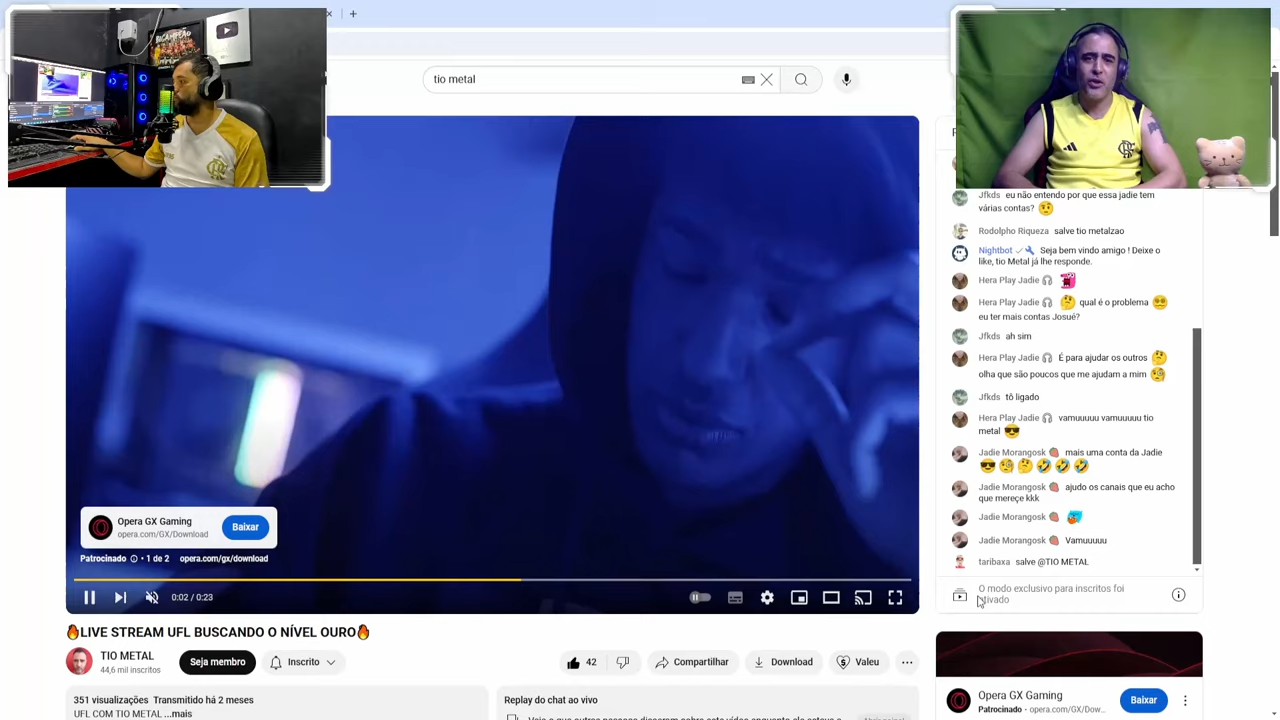 BICAMPEÃO
tio metal
Jfkds eu não entendo por que essa jadie tem
várias contas? 🤨
Rodolpho Riqueza salve tio metalzao
Nightbot Seja bem vindo amigo ! Deixe o
like, tio Metal já lhe responde.
Hera Play Jadie 🎧
Hera Play Jadie 🎧 🤔 qual é o problema 😵‍💫
eu ter mais contas Josué?
Jfkds ah sim
Hera Play Jadie 🎧 É para ajudar os outros 🤔
olha que são poucos que me ajudam a mim 🧐
Jfkds tô ligado
Hera Play Jadie 🎧 vamuuuuu vamuuuuu tio
metal 😎
Jadie Morangosk 🍓 mais uma conta da Jadie
😎🧐🤔🤣🤣🤣
Jadie Morangosk 🍓 ajudo os canais que eu acho
que mereçe kkk
Jadie Morangosk 🍓
Jadie Morangosk 🍓 Vamuuuuu
taribaxa salve @TIO METAL
O modo exclusivo para inscritos foi
ativado
Opera GX Gaming
opera.com/GX/Download
Baixar
Patrocinado • 1 de 2 opera.com/gx/download
0:02 / 0:23
🔥LIVE STREAM UFL BUSCANDO O NÍVEL OURO🔥
TIO METAL
44,6 mil inscritos
Seja membro
Inscrito
42
Compartilhar
Download
Valeu
351 visualizações Transmitido há 2 meses
UFL COM TIO METAL ...mais
Replay do chat ao vivo
Opera GX Gaming
Patrocinado • opera.com/GX/Dow...
Baixar